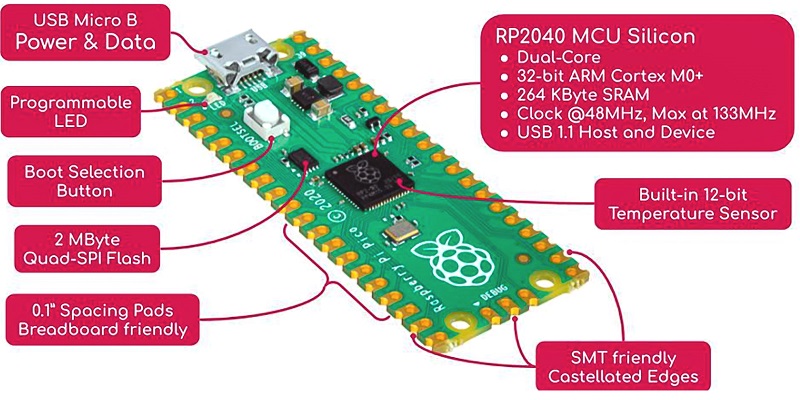 USB Micro B
Power & Data
Programmable
LED
Boot Selection
Button
2 MByte
Quad-SPI Flash
0.1" Spacing Pads
Breadboard friendly
RP2040 MCU Silicon
Dual-Core
32-bit ARM Cortex M0+
264 KByte SRAM
Clock @48MHz, Max at 133MHz
USB 1.1 Host and Device
Built-in 12-bit
Temperature Sensor
SMT friendly
Castellated Edges
USB
LED
BOOTSEL
RP2040
Raspberry Pi Pico © 2020
DEBUG